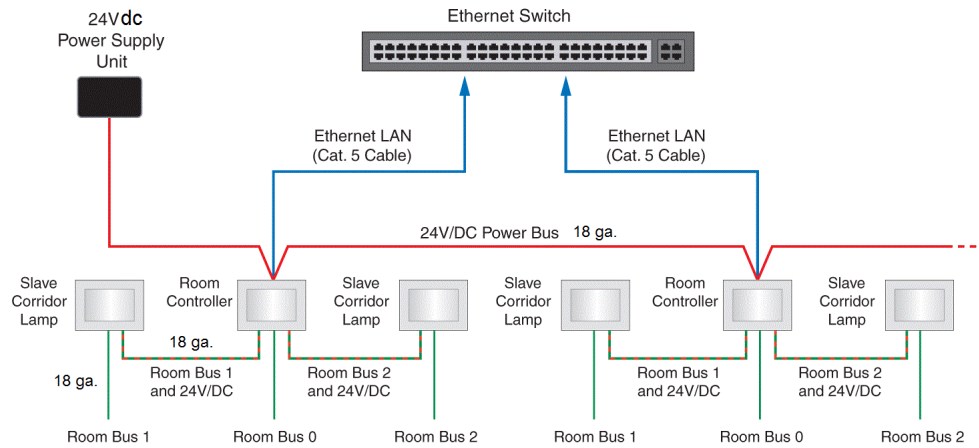 24Vdc
Power Supply
Unit
Ethernet Switch
Ethernet LAN
(Cat. 5 Cable)
Ethernet LAN
(Cat. 5 Cable)
24V/DC Power Bus 18 ga.
Slave
Corridor
Lamp
Room
Controller
Slave
Corridor
Lamp
Slave
Corridor
Lamp
Room
Controller
Slave
Corridor
Lamp
18 ga.
18 ga.
Room Bus 1
and 24V/DC
Room Bus 2
and 24V/DC
Room Bus 1
and 24V/DC
Room Bus 2
and 24V/DC
Room Bus 1
Room Bus 0
Room Bus 2
Room Bus 1
Room Bus 0
Room Bus 2